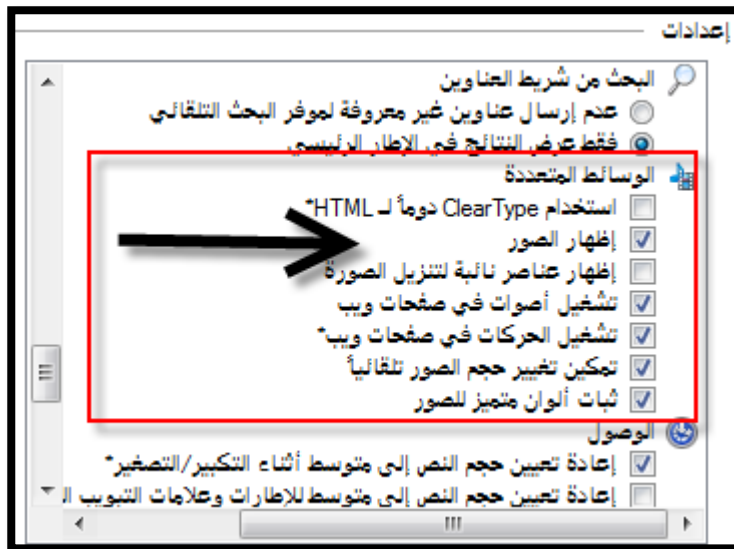 إعدادات
البحث من شريط العناوين
عدم إرسال عناوين غير معروفة لموفر البحث التلقائي
فقط عرض النتائج في الإطار الرئيسي
الوسائط المتعددة
استخدام ClearType دوماً لـ HTML*
إظهار الصور
إظهار عناصر نائبة لتنزيل الصورة
تشغيل أصوات في صفحات ويب
تشغيل الحركات في صفحات ويب*
تمكين تغيير حجم الصور تلقائياً
ثبات ألوان متميز للصور
الوصول
إعادة تعيين حجم النص إلى متوسط أثناء التكبير/التصغير*
إعادة تعيين حجم النص إلى متوسط للإطارات وعلامات التبويب